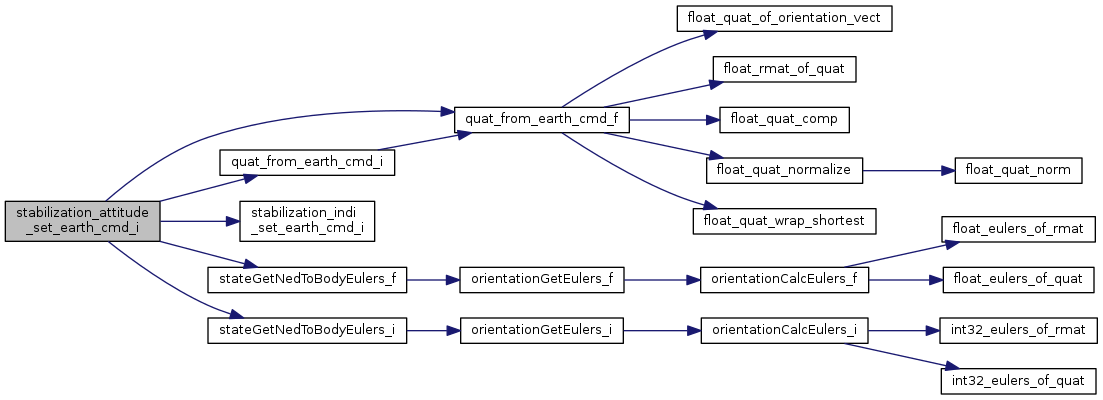 float_quat_of_orientation_vect
float_rmat_of_quat
quat_from_earth_cmd_f
float_quat_comp
quat_from_earth_cmd_i
float_quat_normalize
float_quat_norm
stabilization_attitude
_set_earth_cmd_i
stabilization_indi
_set_earth_cmd_i
float_quat_wrap_shortest
float_eulers_of_rmat
stateGetNedToBodyEulers_f
orientationGetEulers_f
orientationCalcEulers_f
float_eulers_of_quat
stateGetNedToBodyEulers_i
orientationGetEulers_i
orientationCalcEulers_i
int32_eulers_of_rmat
int32_eulers_of_quat